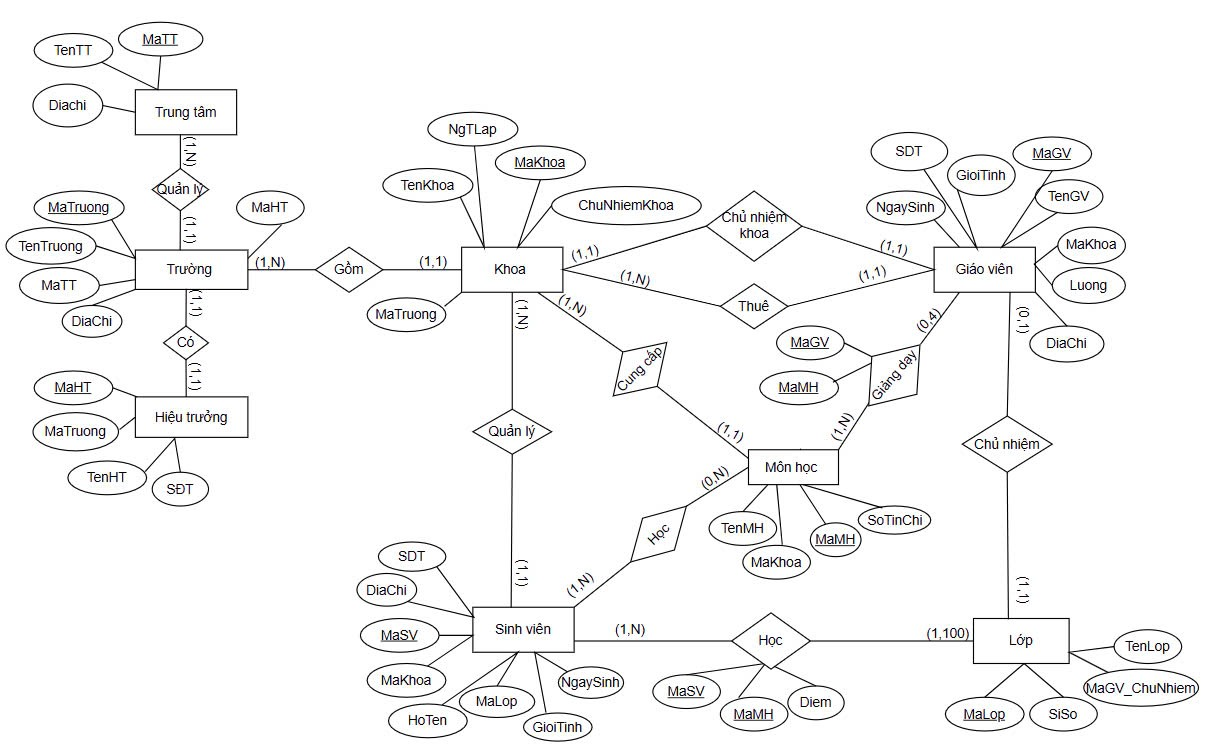 MaTT
TenTT
Diachi
Trung tâm
(1,N)
Quản lý
(1,1)
MaTruong
MaHT
TenTruong
Trường
MaTT
DiaChi
(1,N)
Gồm
(1,1)
(1,1)
Có
(1,1)
MaHT
MaTruong
Hiệu trưởng
TenHT
SĐT
NgTLap
MaKhoa
TenKhoa
ChuNhiemKhoa
Khoa
MaTruong
(1,1)
Chủ nhiệm
khoa
(1,1)
(1,N)
Thuê
(1,1)
SDT
GioiTinh
MaGV
TenGV
NgaySinh
MaKhoa
Giáo viên
Luong
DiaChi
(1,N)
Quản lý
(1,1)
(1,N)
Cung cấp
(1,1)
(0,4)
MaGV
MaMH
Giảng dạy
(1,N)
(0,1)
Chủ nhiệm
(1,1)
Môn học
TenMH
MaKhoa
MaMH
SoTinChi
(0,N)
Học
(1,N)
SDT
DiaChi
MaSV
Sinh viên
MaKhoa
HoTen
MaLop
GioiTinh
NgaySinh
(1,N)
Học
(1,100)
MaSV
MaMH
Diem
Lớp
TenLop
MaGV_ChuNhiem
MaLop
SiSo